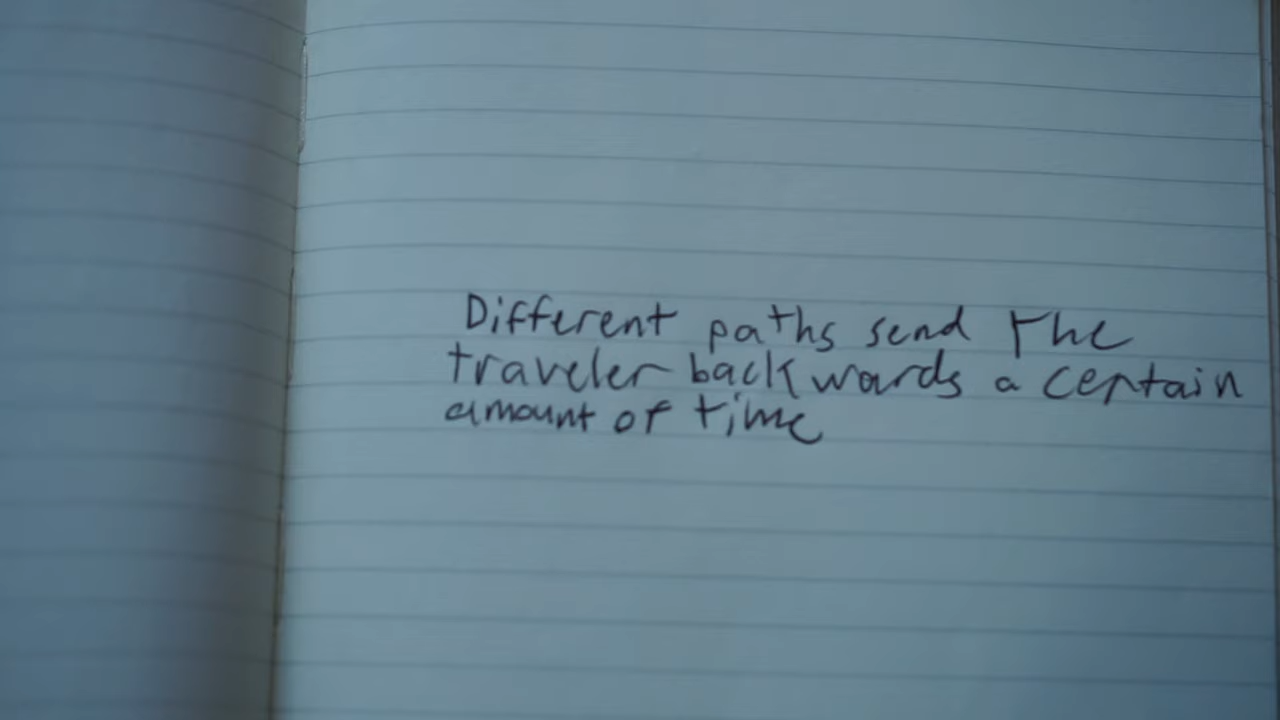 Different paths send the
traveler backwards a certain
amount of time